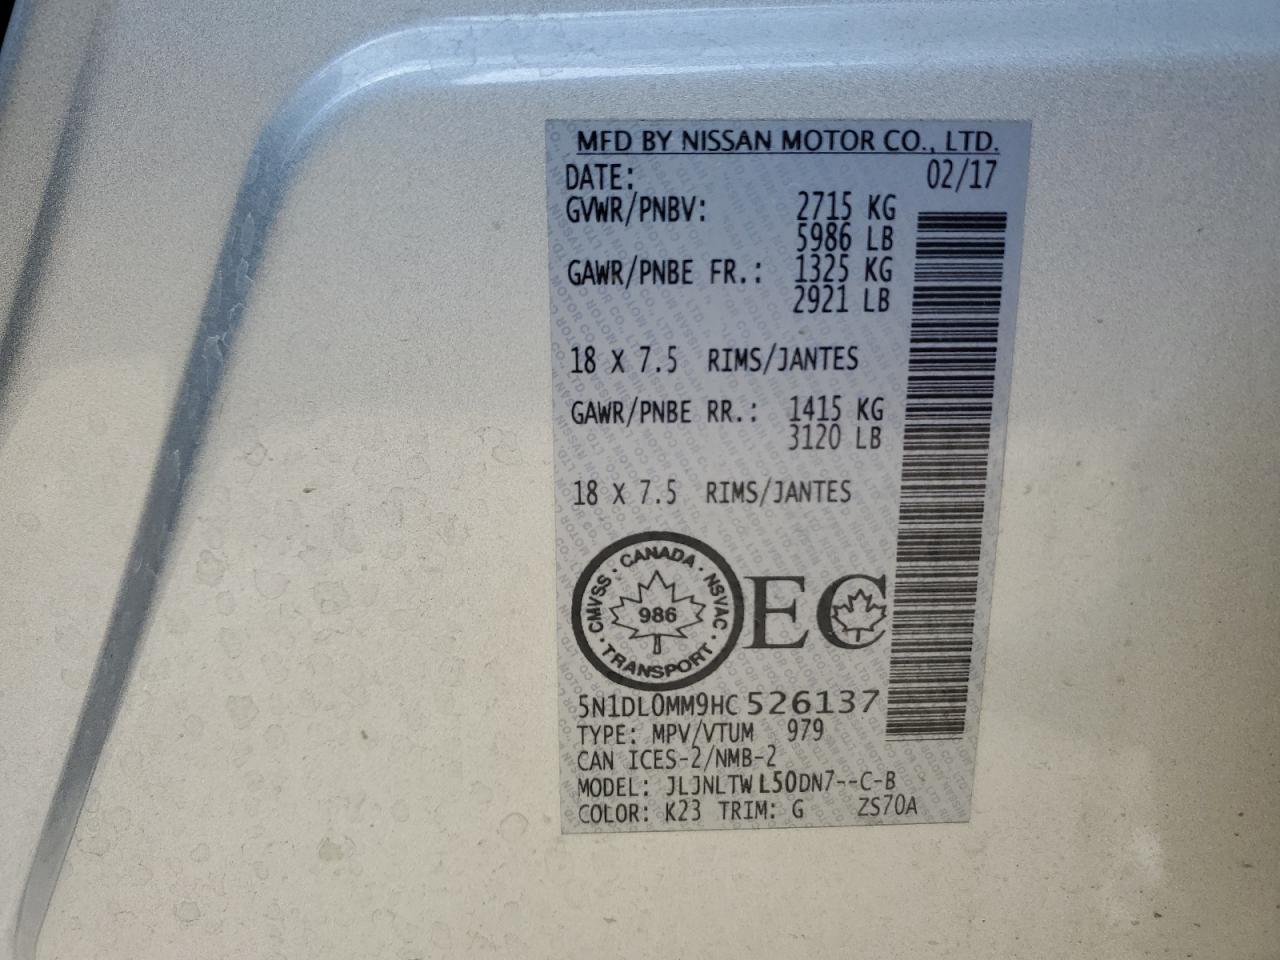 MFD BY NISSAN MOTOR CO., LTD.
DATE: 02/17
GVWR/PNBV: 2715 KG
5986 LB
GAWR/PNBE FR.: 1325 KG
2921 LB
18 X 7.5 RIMS/JANTES
GAWR/PNBE RR.: 1415 KG
3120 LB
18 X 7.5 RIMS/JANTES
CMVSS · CANADA · NSVAC · TRANSPORT ·
986
EC
5N1DL0MM9HC526137
TYPE: MPV/VTUM 979
CAN ICES-2/NMB-2
MODEL: JLJNLTWL50DN7--C-B
COLOR: K23 TRIM: G ZS70A